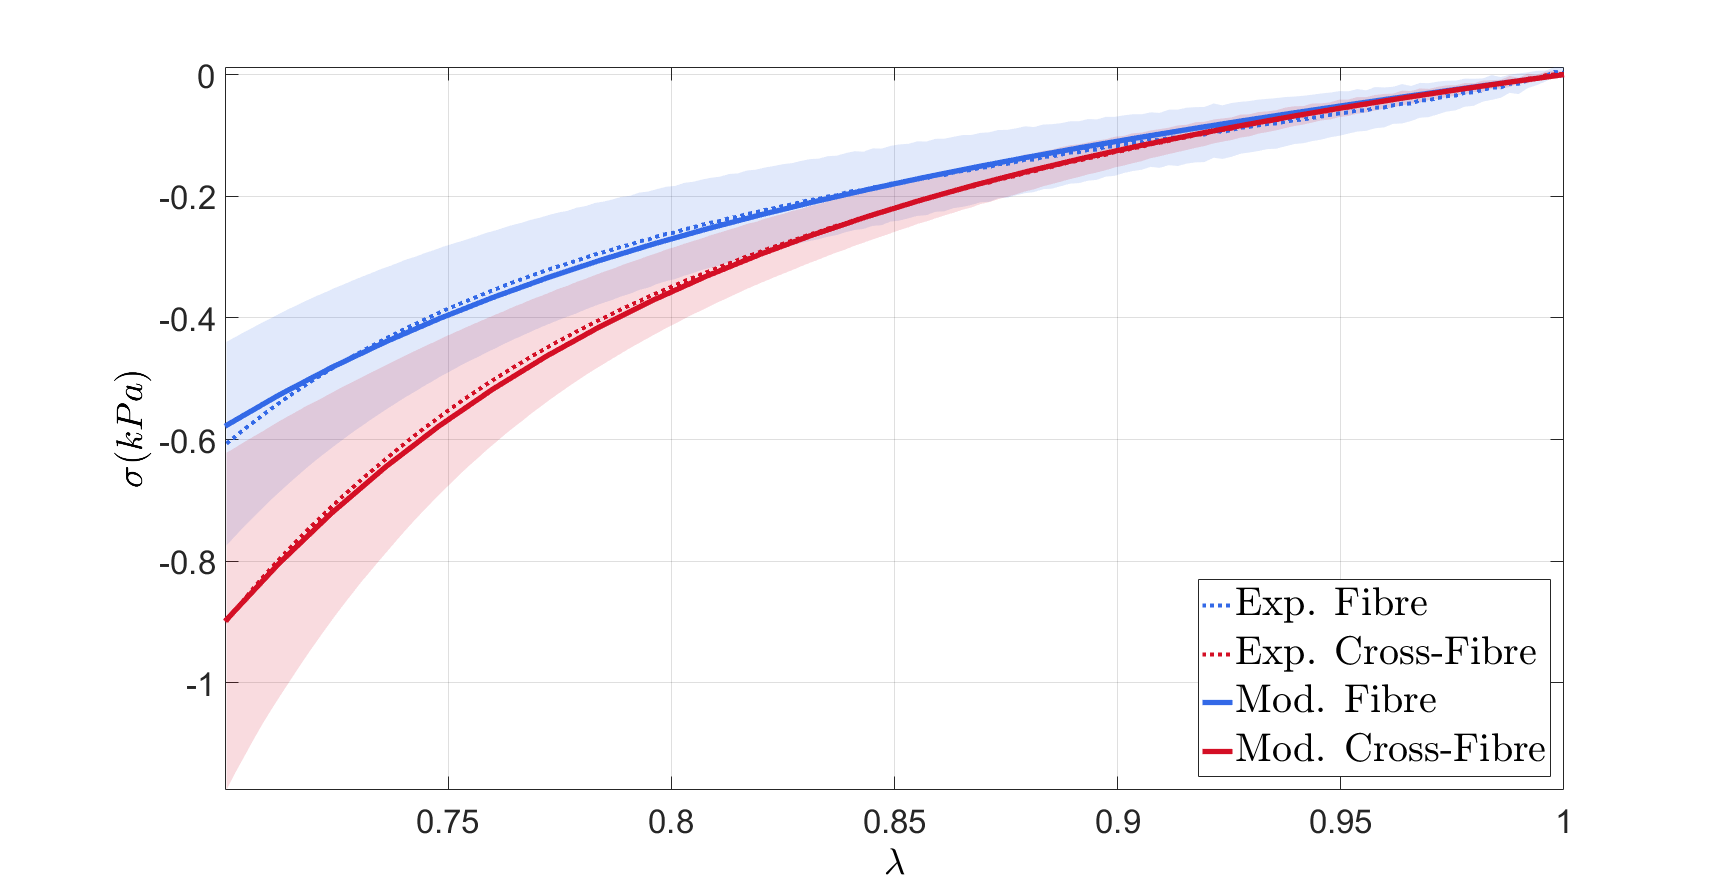 0
-0.2
-0.4
-0.6
-0.8
-1
σ(kPa)
0.75 0.8 0.85 0.9 0.95 1
λ
Exp. Fibre
Exp. Cross-Fibre
Mod. Fibre
Mod. Cross-Fibre